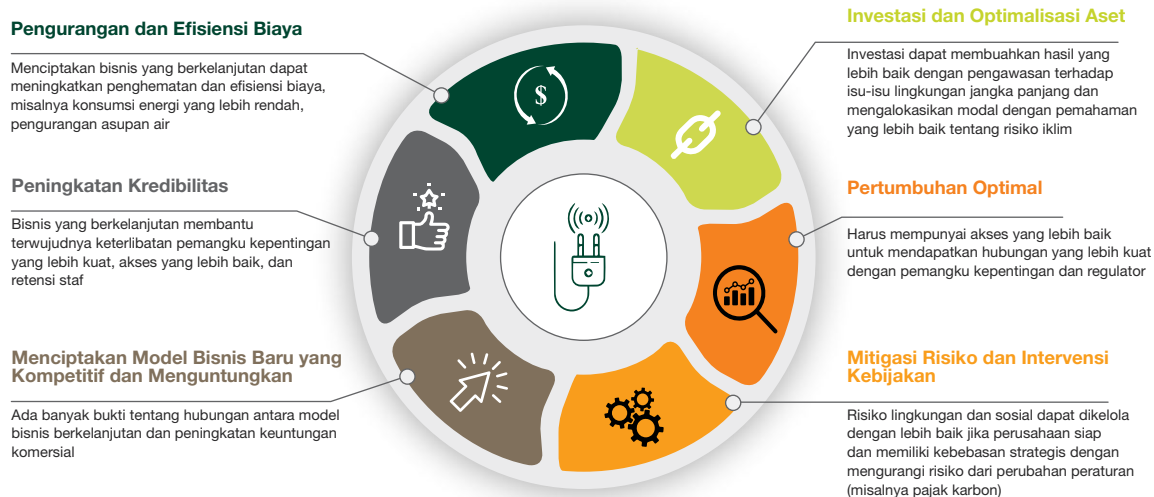 Pengurangan dan Efisiensi Biaya
Menciptakan bisnis yang berkelanjutan dapat
meningkatkan penghematan dan efisiensi biaya,
misalnya konsumsi energi yang lebih rendah,
pengurangan asupan air
Peningkatan Kredibilitas
Bisnis yang berkelanjutan membantu
terwujudnya keterlibatan pemangku kepentingan
yang lebih kuat, akses yang lebih baik, dan
retensi staf
Menciptakan Model Bisnis Baru yang
Kompetitif dan Menguntungkan
Ada banyak bukti tentang hubungan antara model
bisnis berkelanjutan dan peningkatan keuntungan
komersial
$
Investasi dan Optimalisasi Aset
Investasi dapat membuahkan hasil yang
lebih baik dengan pengawasan terhadap
isu-isu lingkungan jangka panjang dan
mengalokasikan modal dengan pemahaman
yang lebih baik tentang risiko iklim
Pertumbuhan Optimal
Harus mempunyai akses yang lebih baik
untuk mendapatkan hubungan yang lebih kuat
dengan pemangku kepentingan dan regulator
Mitigasi Risiko dan Intervensi
Kebijakan
Risiko lingkungan dan sosial dapat dikelola
dengan lebih baik jika perusahaan siap
dan memiliki kebebasan strategis dengan
mengurangi risiko dari perubahan peraturan
(misalnya pajak karbon)